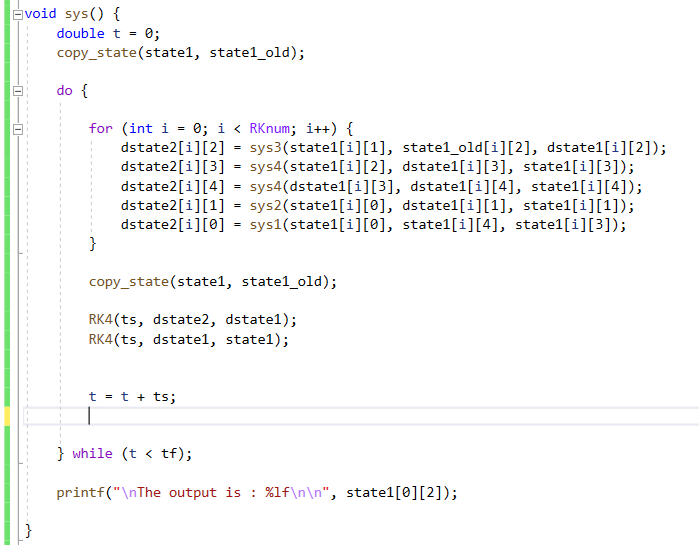 void sys() {
    double t = 0;
    copy_state(state1, state1_old);
    do {
        for (int i = 0; i < RKnum; i++) {
            dstate2[i][2] = sys3(state1[i][1], state1_old[i][2], dstate1[i][2]);
            dstate2[i][3] = sys4(state1[i][2], dstate1[i][3], state1[i][3]);
            dstate2[i][4] = sys4(dstate1[i][3], dstate1[i][4], state1[i][4]);
            dstate2[i][1] = sys2(state1[i][0], dstate1[i][1], state1[i][1]);
            dstate2[i][0] = sys1(state1[i][0], state1[i][4], state1[i][3]);
        }
        copy_state(state1, state1_old);
        RK4(ts, dstate2, dstate1);
        RK4(ts, dstate1, state1);
        t = t + ts;
    } while (t < tf);
    printf("\nThe output is : %lf\n\n", state1[0][2]);
}